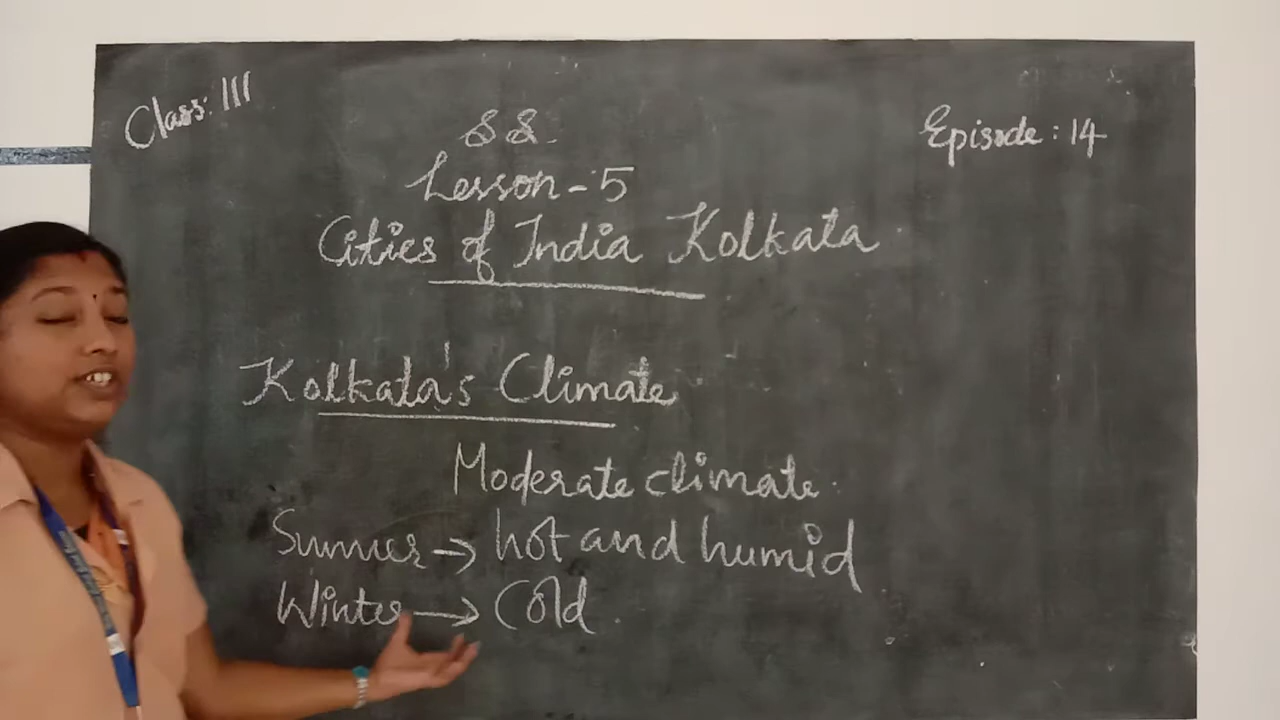 Class: III
S S.
Episode : 14
Lesson - 5
Cities of India Kolkata
Kolkata's Climate
Moderate climate.
Summer → hot and humid
Winter → Cold.